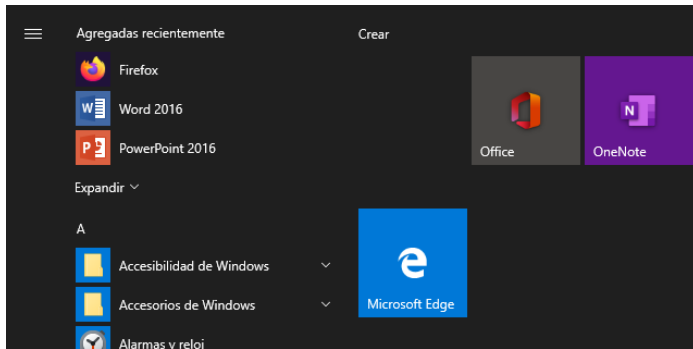 Agregadas recientemente
Crear
Firefox
Word 2016
PowerPoint 2016
Office
OneNote
Expandir
A
Accesibilidad de Windows
Accesorios de Windows
Microsoft Edge
Alarmas y reloj